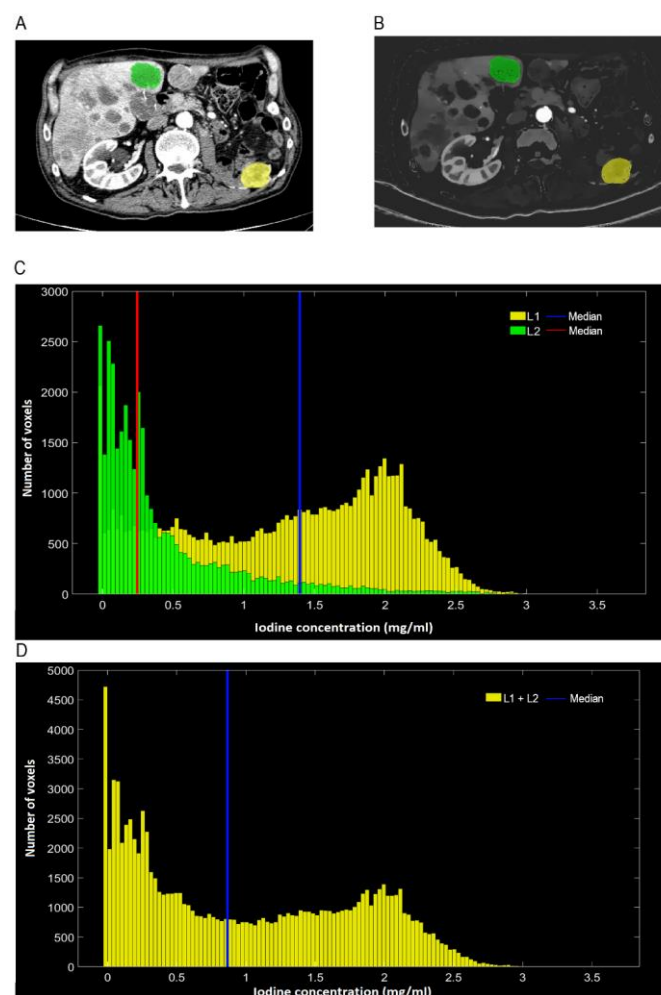 A
B
C
3000
2500
2000
1500
1000
500
0
Number of voxels
L1 Median
L2 Median
0 0.5 1 1.5 2 2.5 3 3.5
Iodine concentration (mg/ml)
D
5000
4500
4000
3500
3000
2500
2000
1500
1000
500
0
Number of voxels
L1 + L2 Median
0 0.5 1 1.5 2 2.5 3 3.5
Iodine concentration (mg/ml)